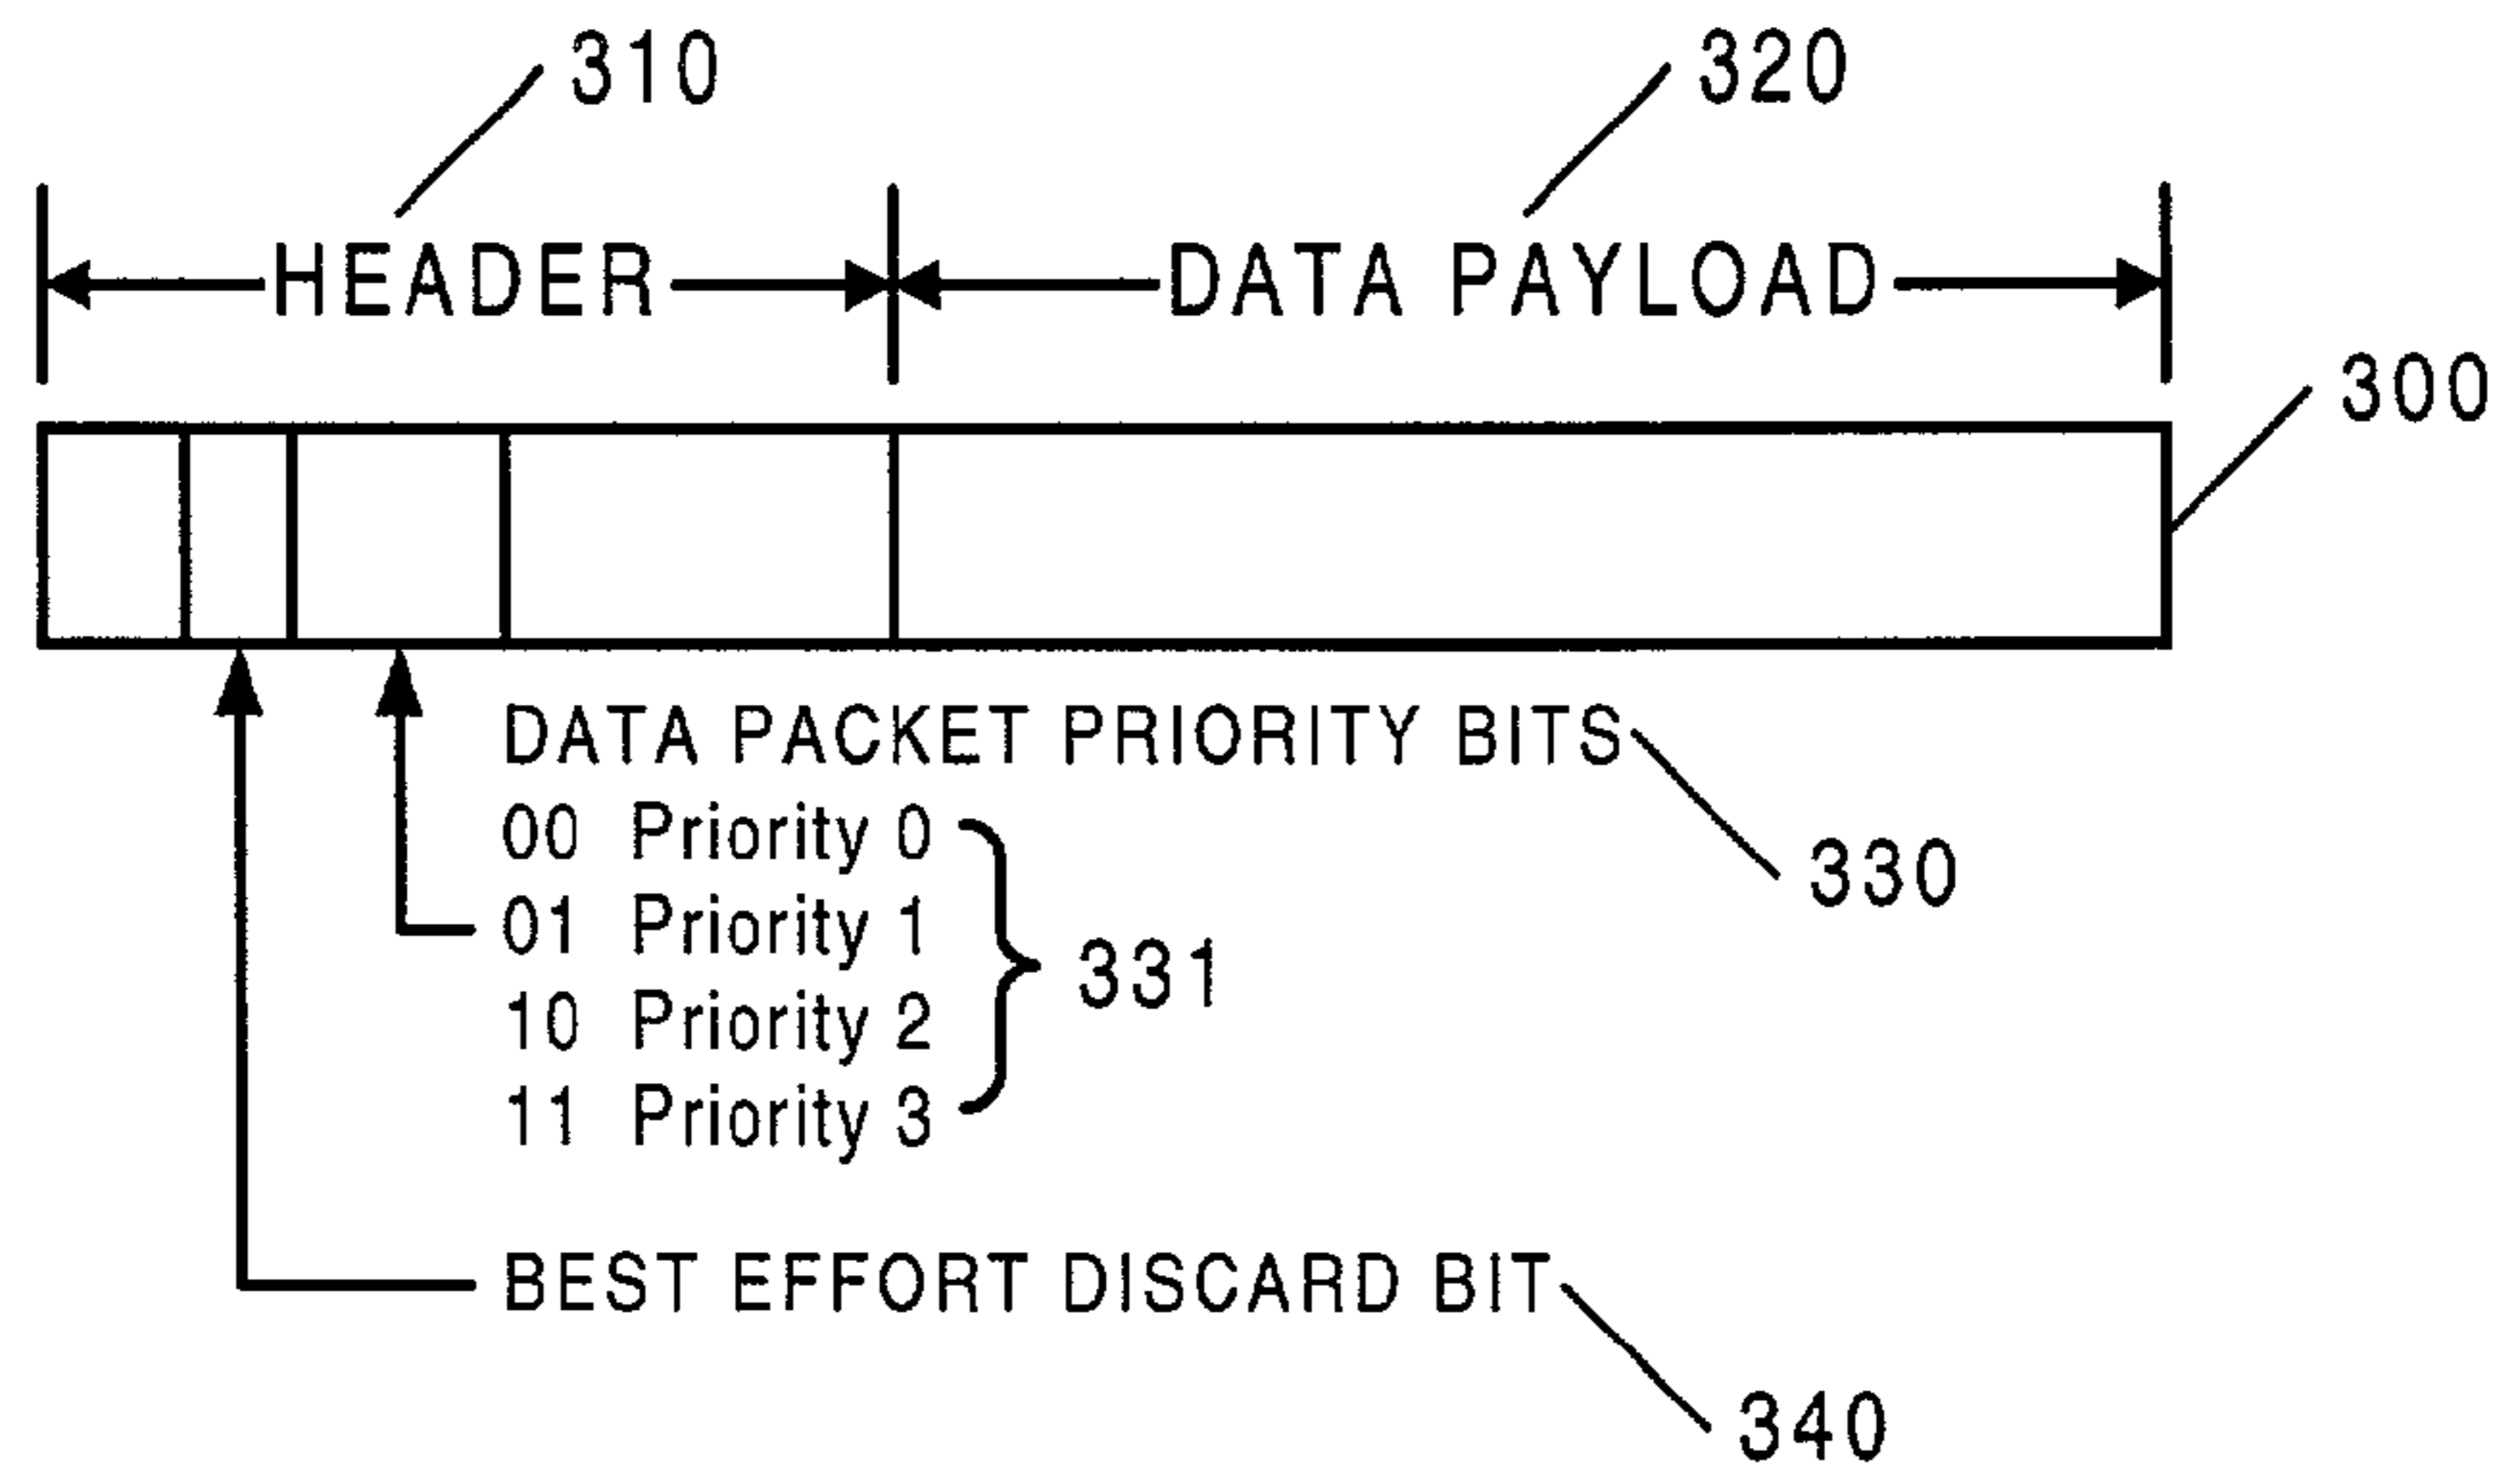 310
320
HEADER
DATA PAYLOAD
300
DATA PACKET PRIORITY BITS
00 Priority 0
330
01 Priority 1
331
10 Priority 2
11 Priority 3
BEST EFFORT DISCARD BIT
340